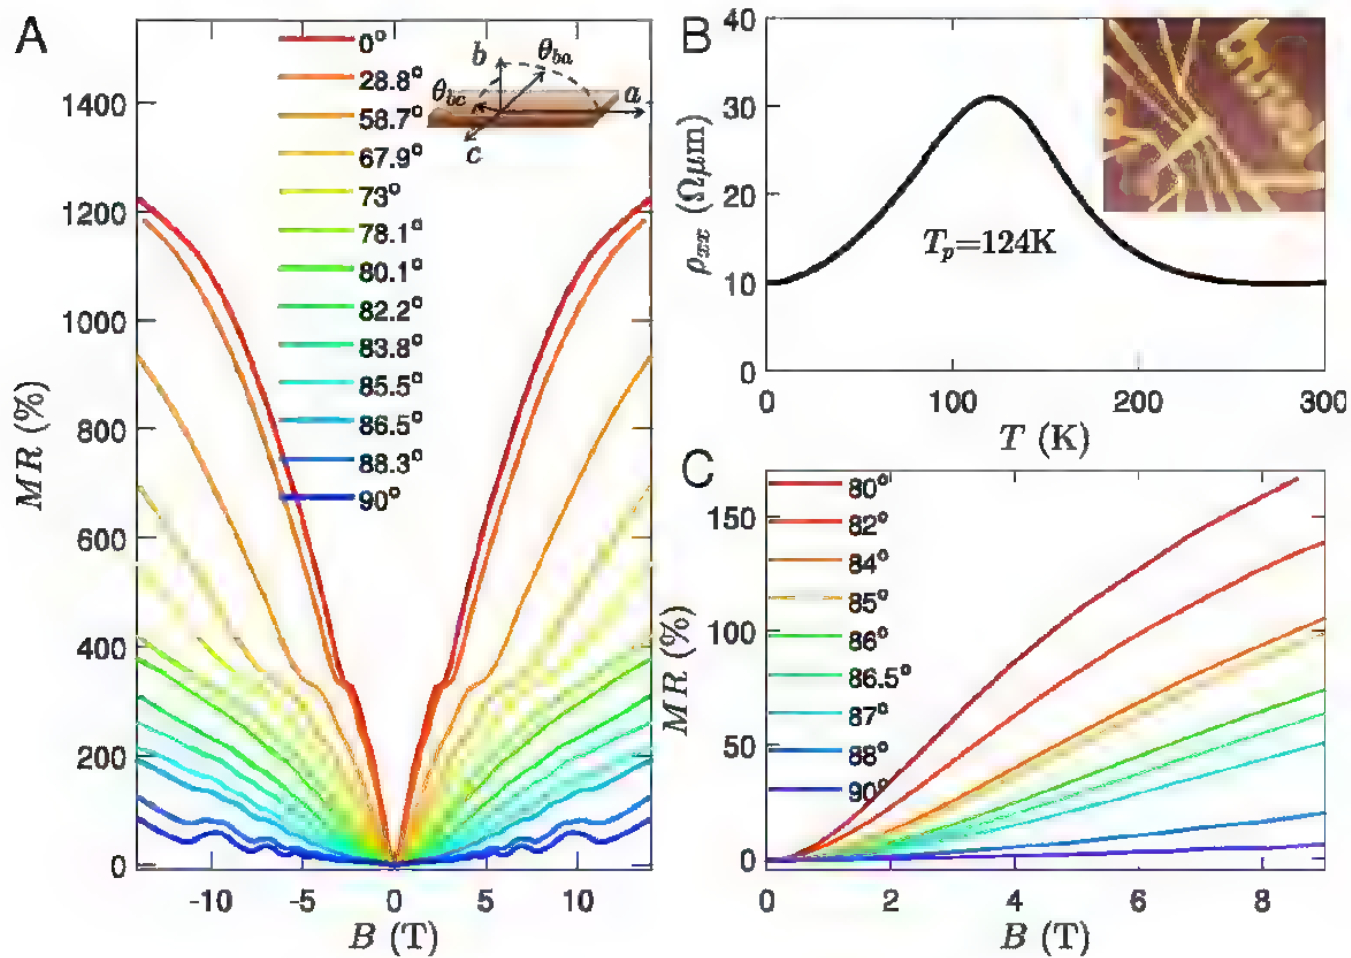 A
0°
28.8°
58.7°
67.9°
73°
78.1°
80.1°
82.2°
83.8°
85.5°
86.5°
88.3°
90°
b
θba
θbc
a
c
1400
1200
1000
800
600
400
200
0
MR (%)
-10 -5 0 5 10
B (T)
B
40
30
20
10
0
ρxx (Ωμm)
Tp=124K
0 100 200 300
T (K)
C
80°
82°
84°
85°
86°
86.5°
87°
88°
90°
150
100
50
0
MR (%)
0 2 4 6 8
B (T)